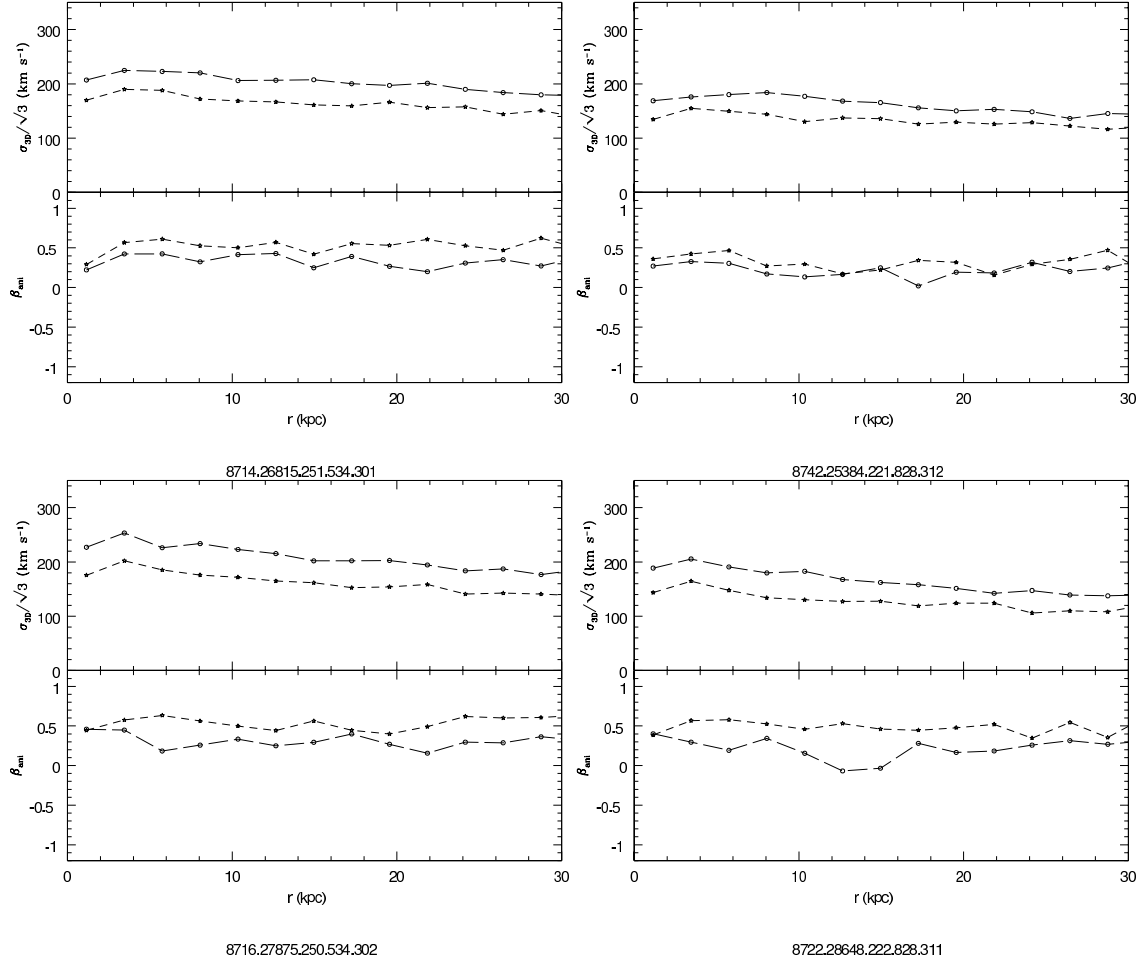 300
200
100
0
σ3D/√3 (km s⁻¹)
1
0.5
0
-0.5
-1
βani
0 10 20 30
r (kpc)
8714.26815.251.534.301
300
200
100
0
σ3D/√3 (km s⁻¹)
1
0.5
0
-0.5
-1
βani
0 10 20 30
r (kpc)
8742.25384.221.828.312
300
200
100
0
σ3D/√3 (km s⁻¹)
1
0.5
0
-0.5
-1
βani
0 10 20 30
r (kpc)
8716.27875.250.534.302
300
200
100
0
σ3D/√3 (km s⁻¹)
1
0.5
0
-0.5
-1
βani
0 10 20 30
r (kpc)
8722.28648.222.828.311